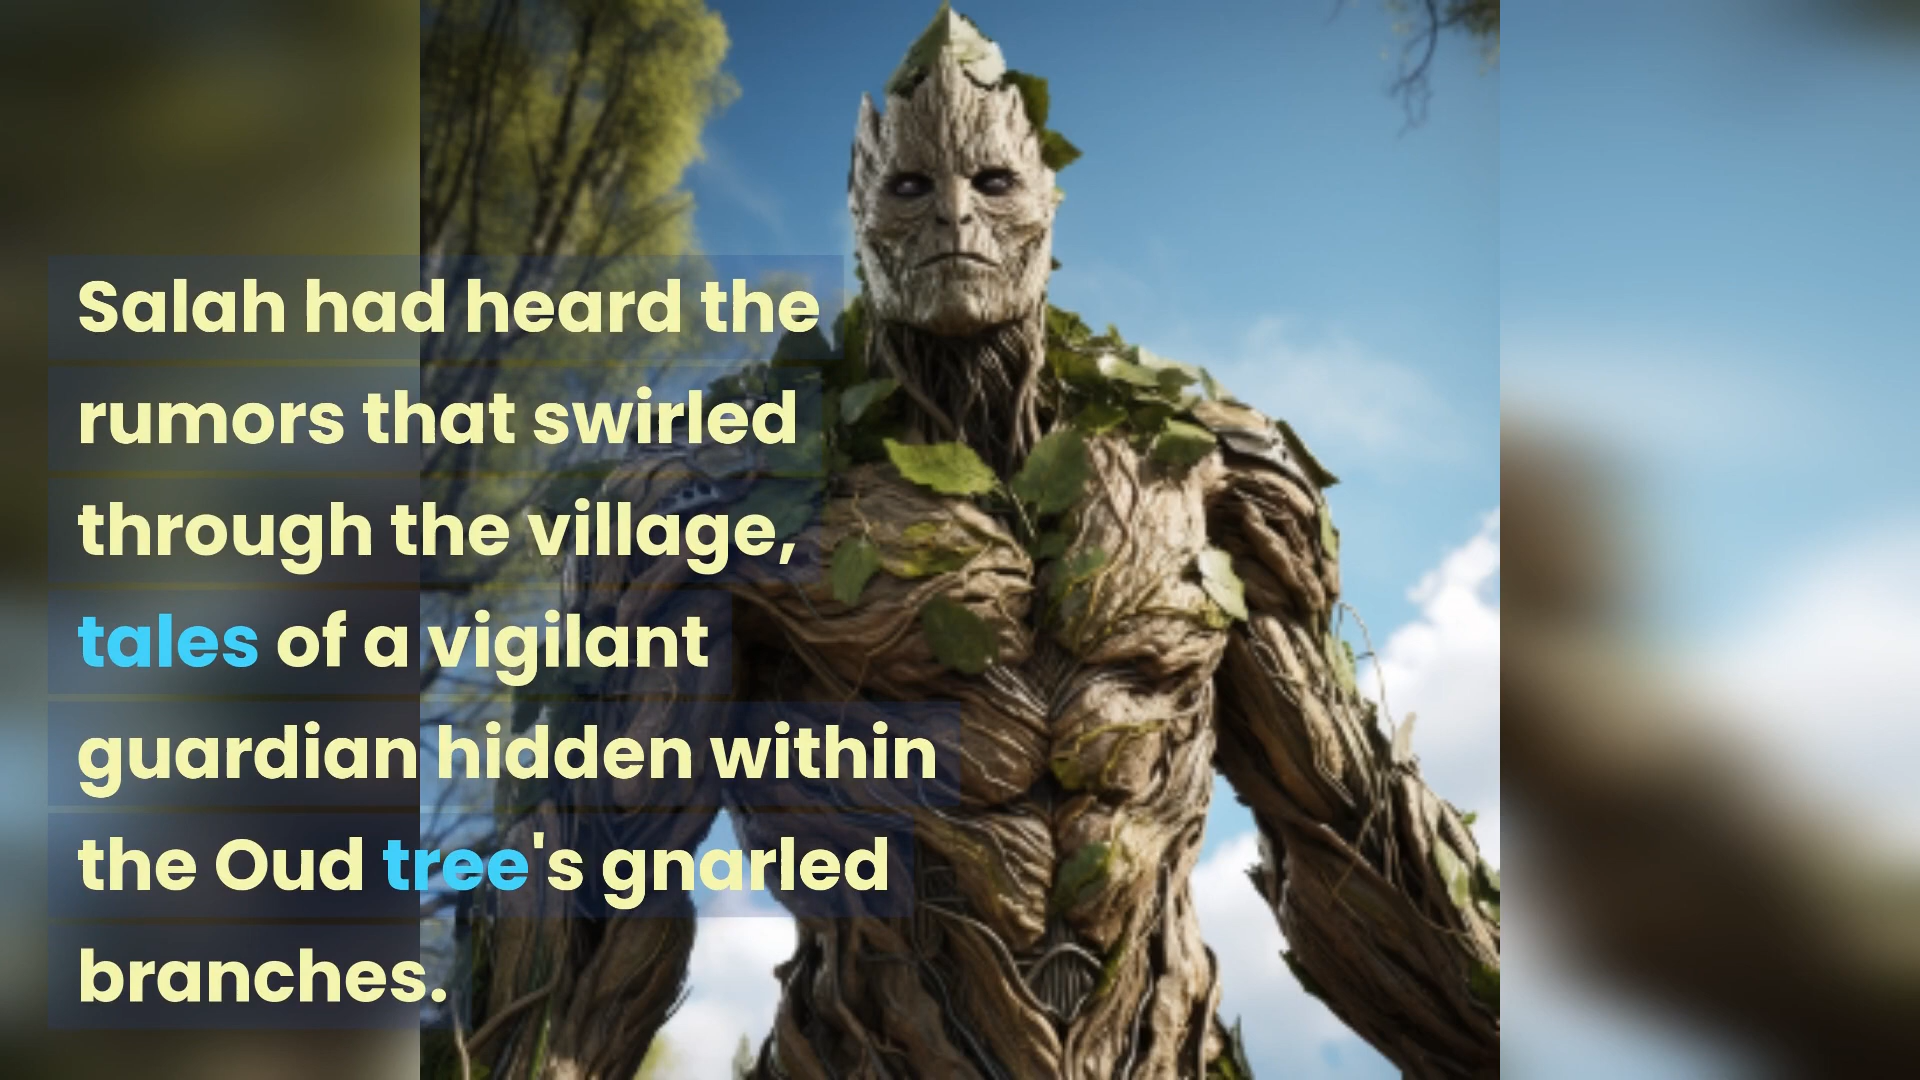 Salah had heard the
rumors that swirled
through the village,
tales of a vigilant
guardian hidden within
the Oud tree's gnarled
branches.